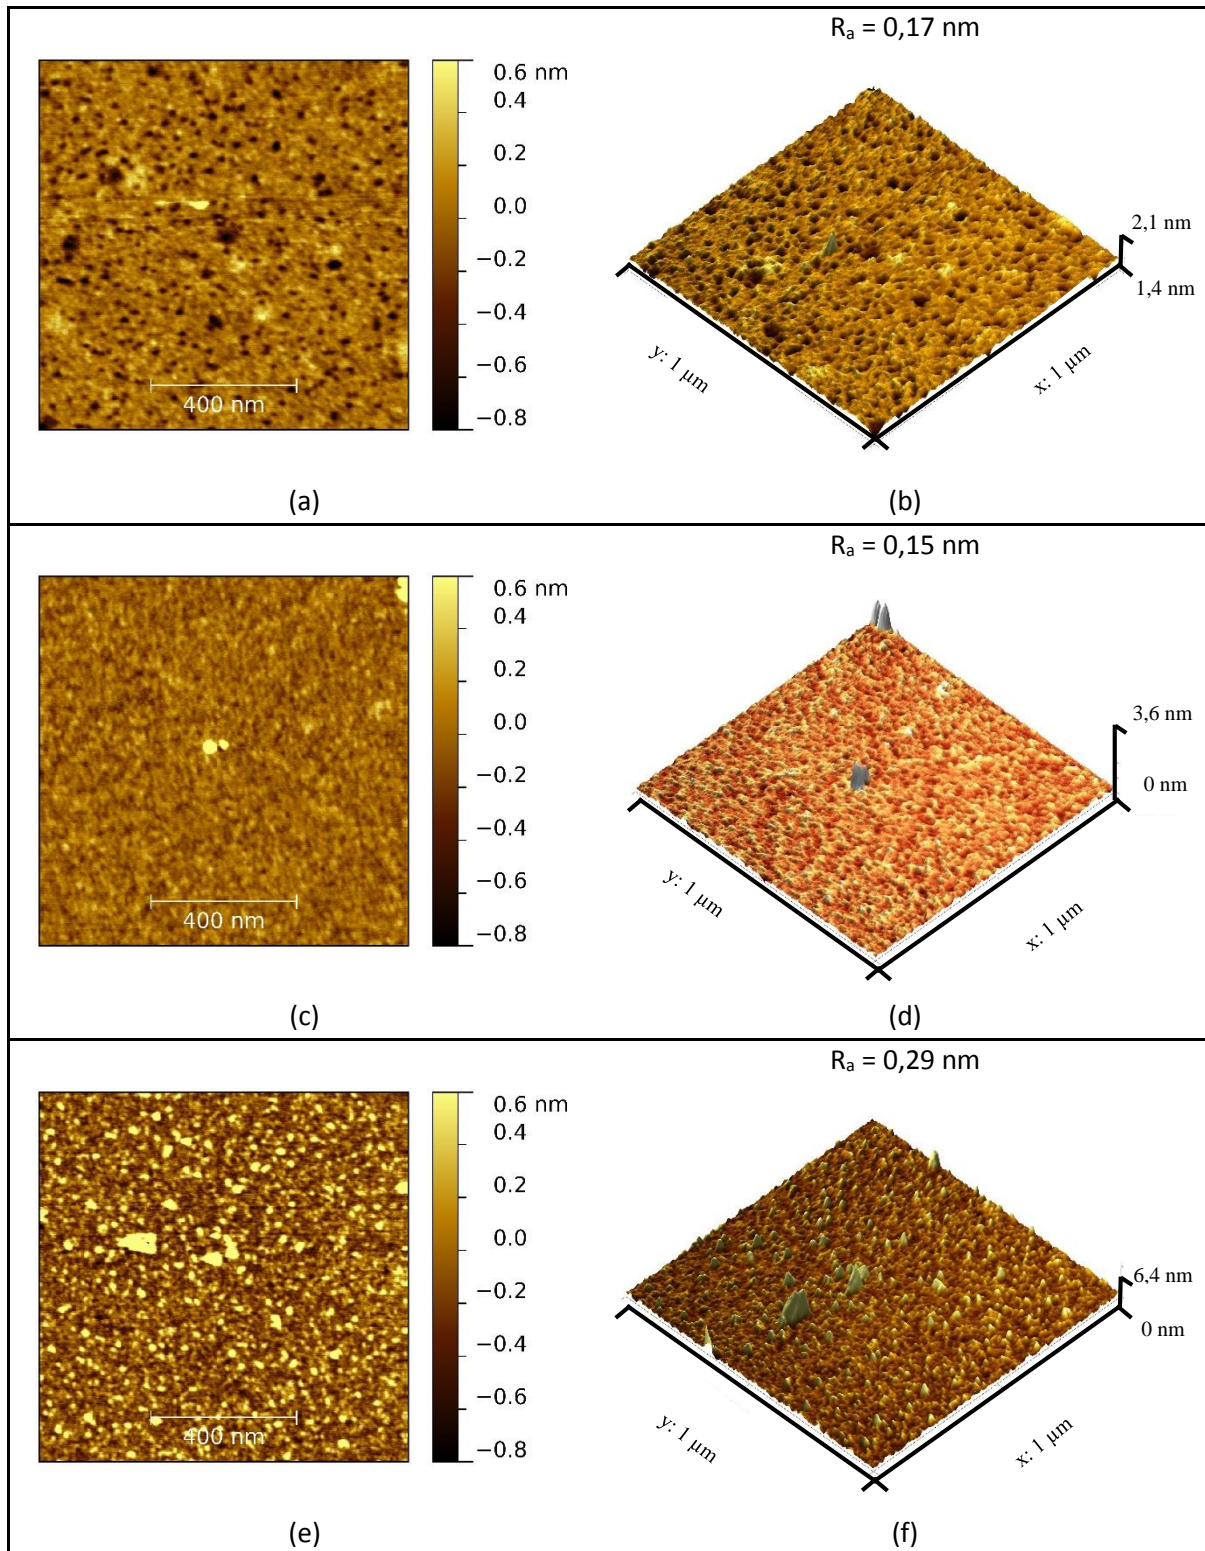 Rₐ = 0,17 nm
0.6 nm
0.4
0.2
0.0
−0.2
−0.4
−0.6
−0.8
400 nm
2,1 nm
1,4 nm
y: 1 μm
x: 1 μm
(a)
(b)
Rₐ = 0,15 nm
0.6 nm
0.4
0.2
0.0
−0.2
−0.4
−0.6
−0.8
400 nm
3,6 nm
0 nm
y: 1 μm
x: 1 μm
(c)
(d)
Rₐ = 0,29 nm
0.6 nm
0.4
0.2
0.0
−0.2
−0.4
−0.6
−0.8
400 nm
6,4 nm
0 nm
y: 1 μm
x: 1 μm
(e)
(f)